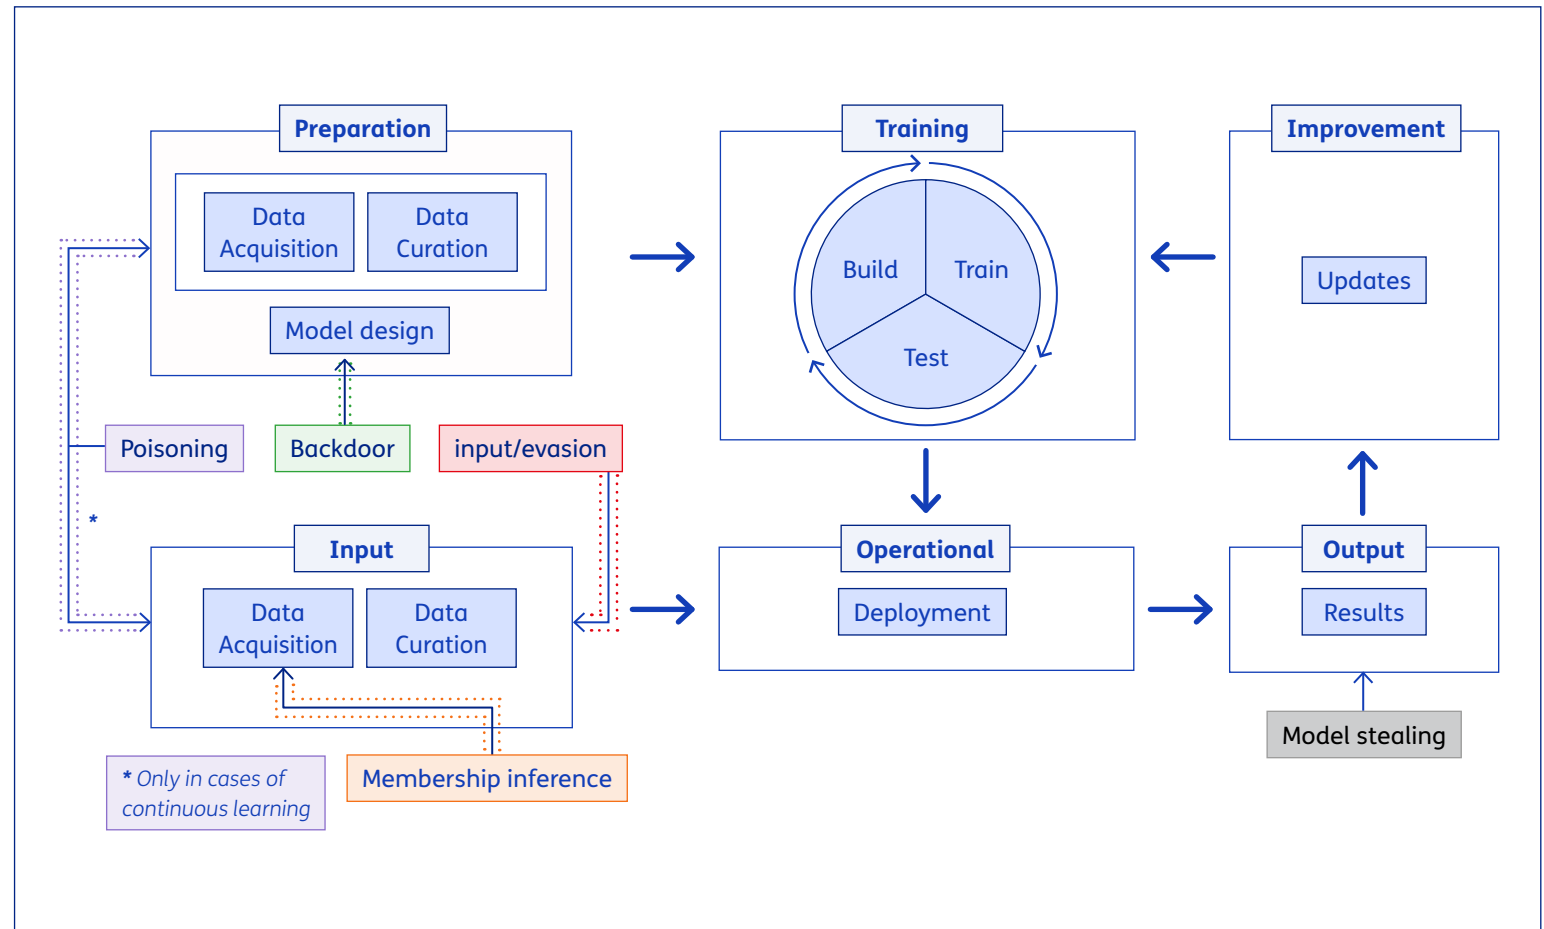 Preparation
Data
Acquisition
Data
Curation
Model design
Training
Build
Train
Test
Improvement
Updates
Poisoning
Backdoor
input/evasion
*
Input
Data
Acquisition
Data
Curation
Operational
Deployment
Output
Results
Model stealing
* Only in cases of
continuous learning
Membership inference